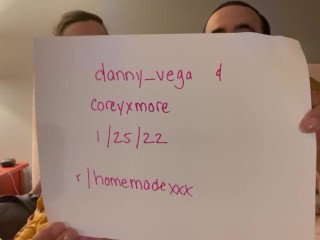 danny_vega &
coreyxmore
1/25/22
r/homemadexxx